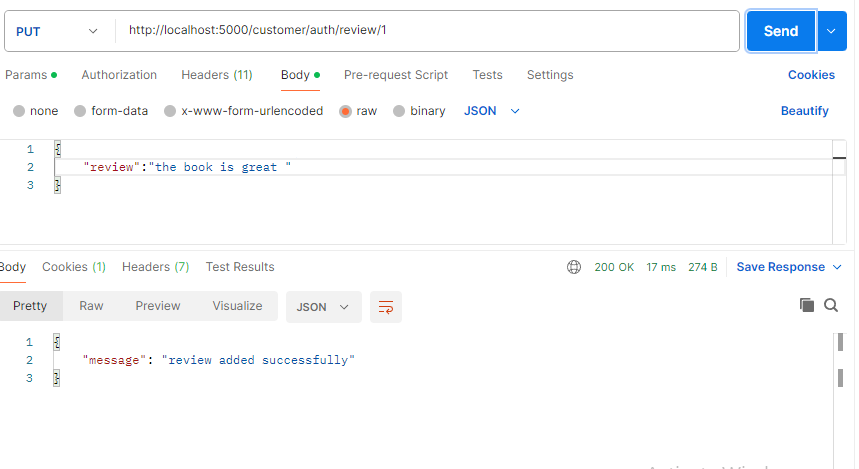 PUT http://localhost:5000/customer/auth/review/1 Send
Params Authorization Headers (11) Body Pre-request Script Tests Settings Cookies
none form-data x-www-form-urlencoded raw binary JSON Beautify
1 {
2 "review":"the book is great "
3 }
Body Cookies (1) Headers (7) Test Results 200 OK 17 ms 274 B Save Response
Pretty Raw Preview Visualize JSON
1 {
2 "message": "review added successfully"
3 }